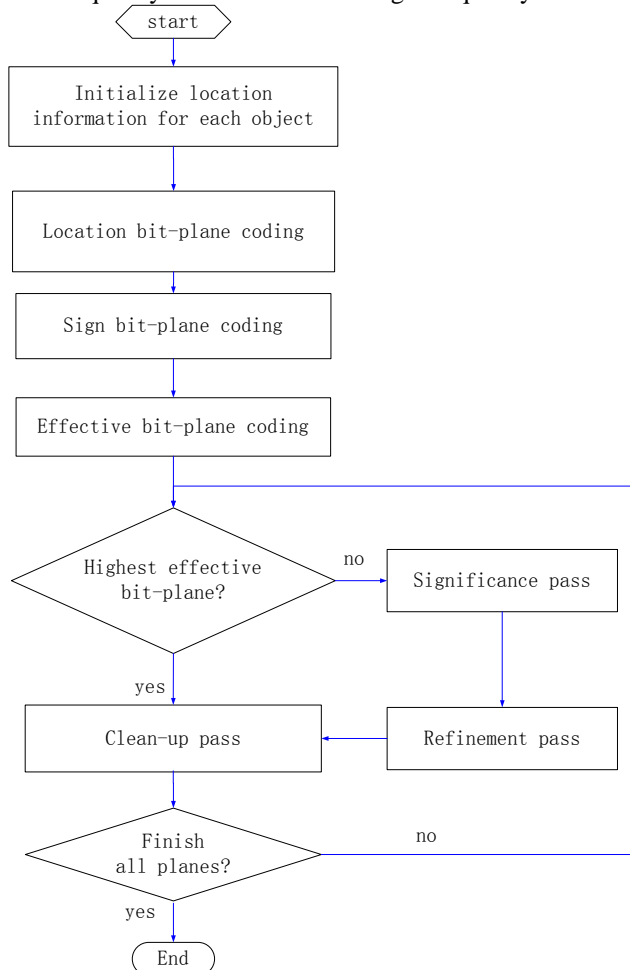 start
Initialize location
information for each object
Location bit-plane coding
Sign bit-plane coding
Effective bit-plane coding
Highest effective
bit-plane?
no
Significance pass
yes
Clean-up pass
Refinement pass
Finish
all planes?
no
yes
End